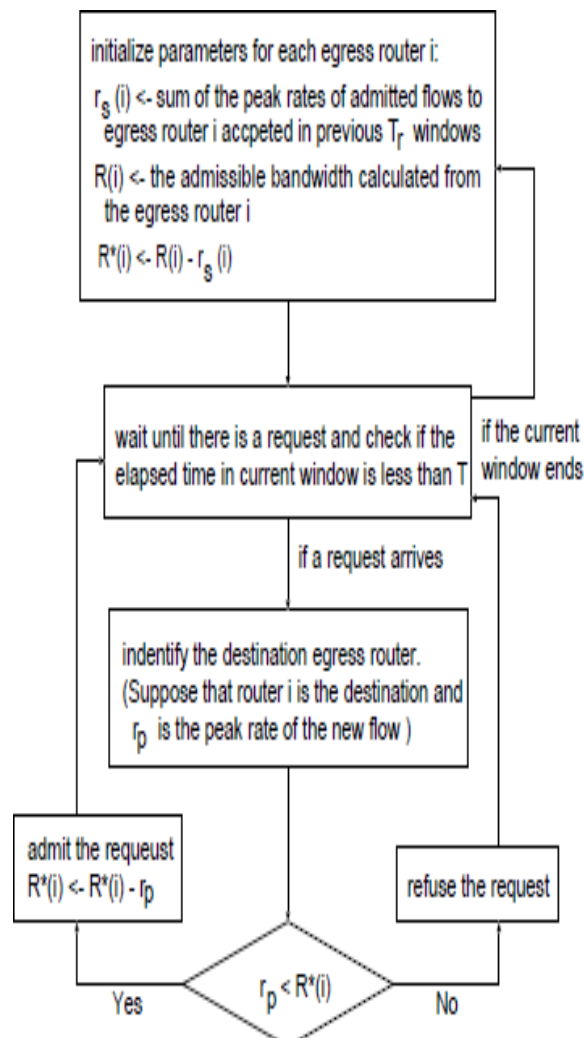 initialize parameters for each egress router i:
r_s (i) <- sum of the peak rates of admitted flows to
egress router i accpeted in previous T_r windows
R(i) <- the admissible bandwidth calculated from
the egress router i
R*(i) <- R(i) - r_s (i)
wait until there is a request and check if the
elapsed time in current window is less than T
if the current
window ends
if a request arrives
indentify the destination egress router.
(Suppose that router i is the destination and
r_p is the peak rate of the new flow )
admit the requeust
R*(i) <- R*(i) - r_p
refuse the request
r_p < R*(i)
Yes
No